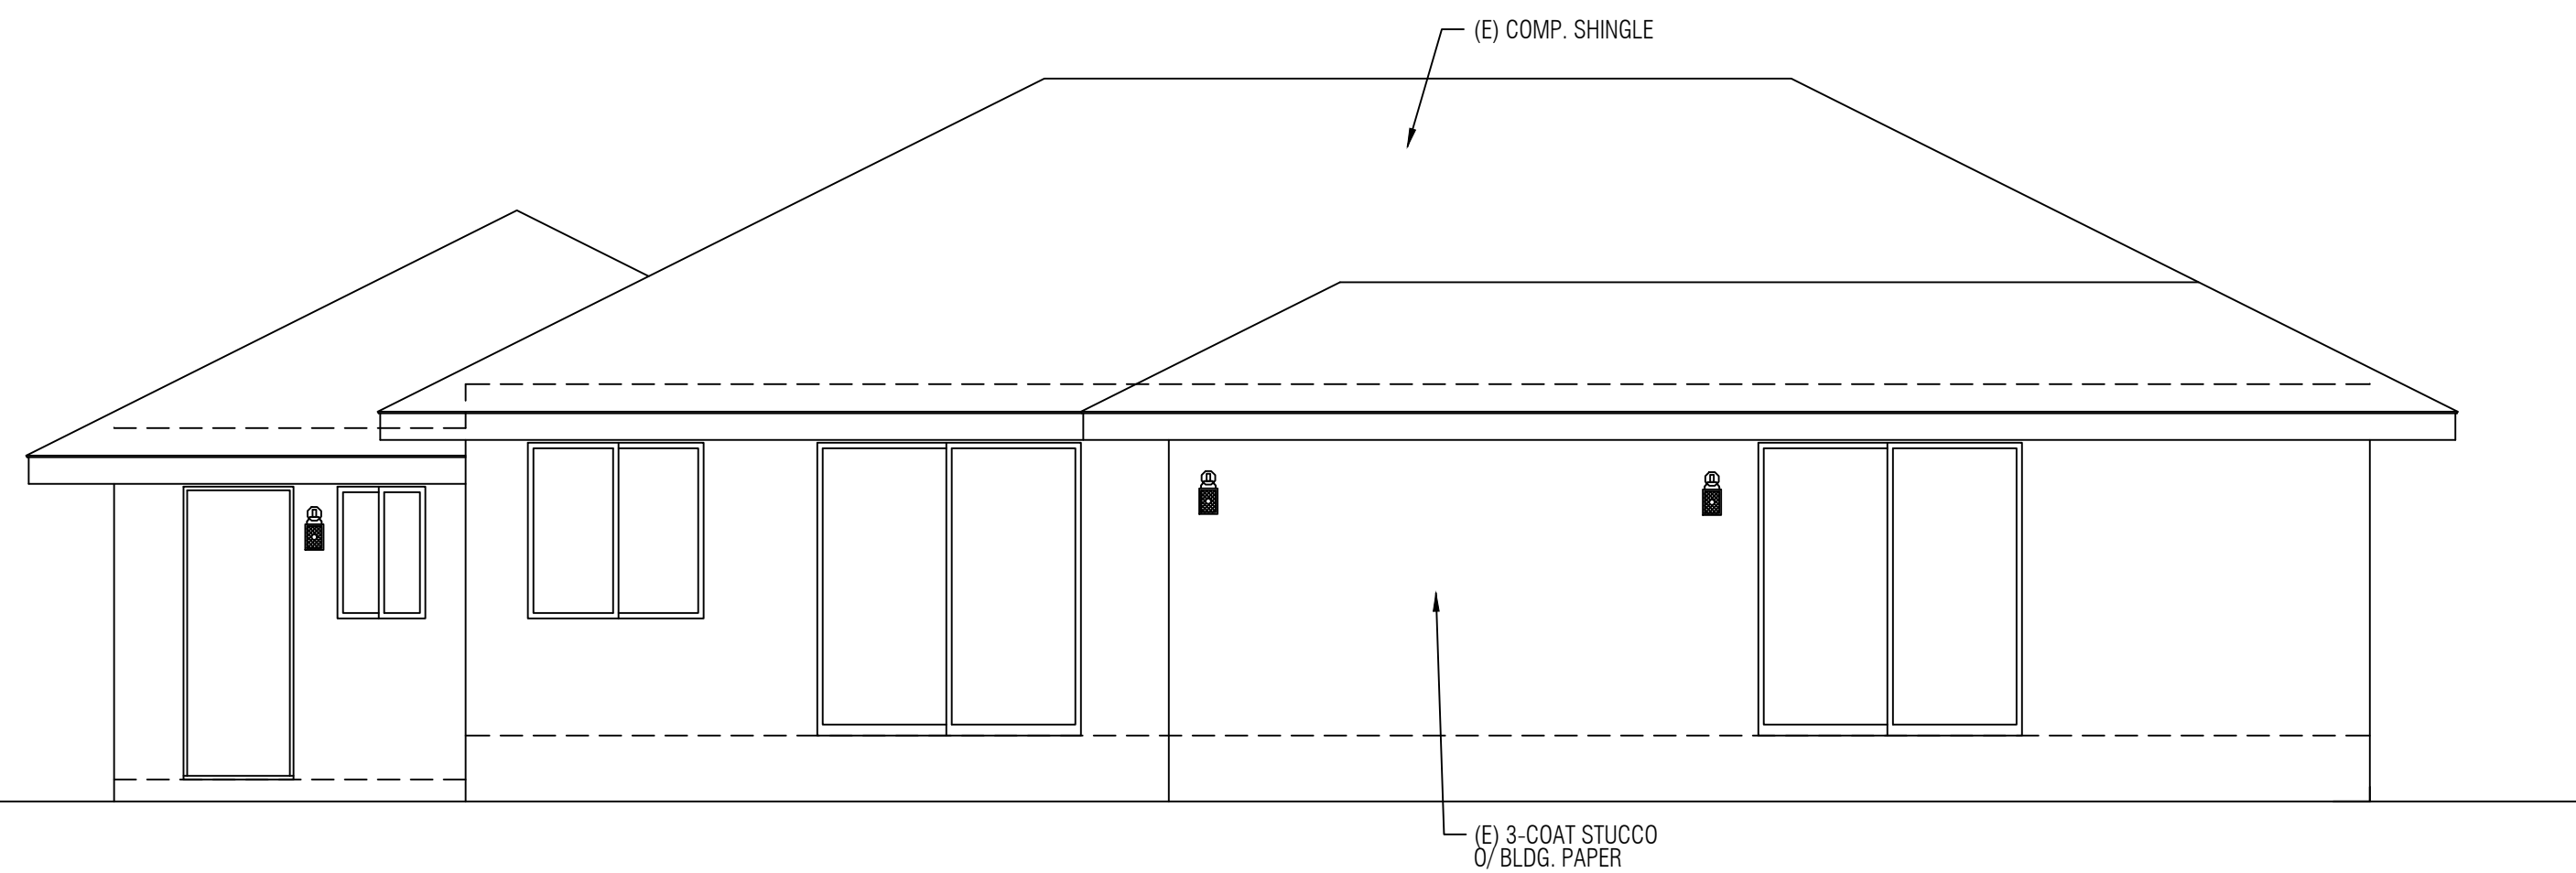 (E) COMP. SHINGLE
(E) 3-COAT STUCCO
O/ BLDG. PAPER